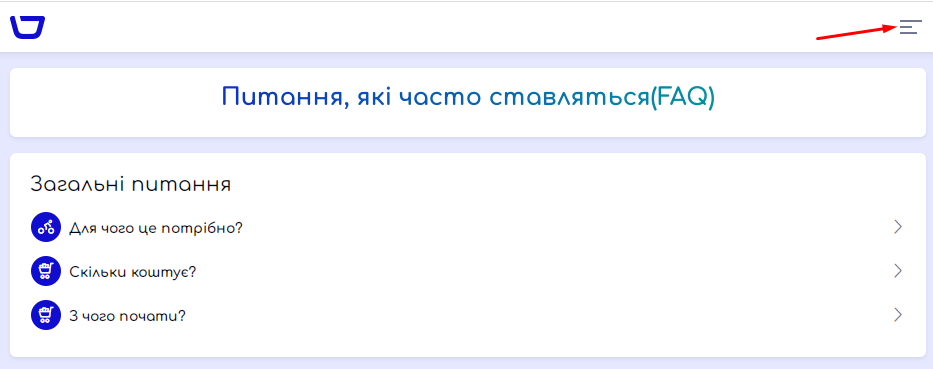 Питання, які часто ставляться(FAQ)
Загальні питання
Для чого це потрібно?
Скільки коштує?
З чого почати?